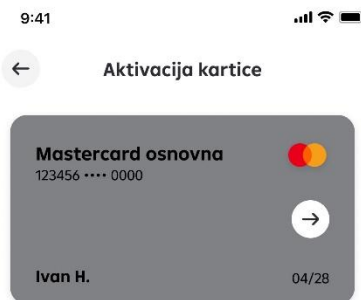 9:41
Aktivacija kartice
Mastercard osnovna
123456 •••• 0000
Ivan H.
04/28